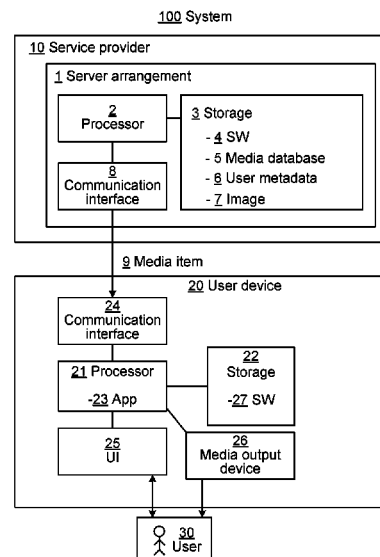 100 System
10 Service provider
1 Server arrangement
2
Processor
3 Storage
- 4 SW
- 5 Media database
- 6 User metadata
- 7 Image
8
Communication
interface
9 Media item
20 User device
24
Communication
interface
21 Processor
-23 App
22
Storage
-27 SW
25
UI
26
Media output
device
30
User